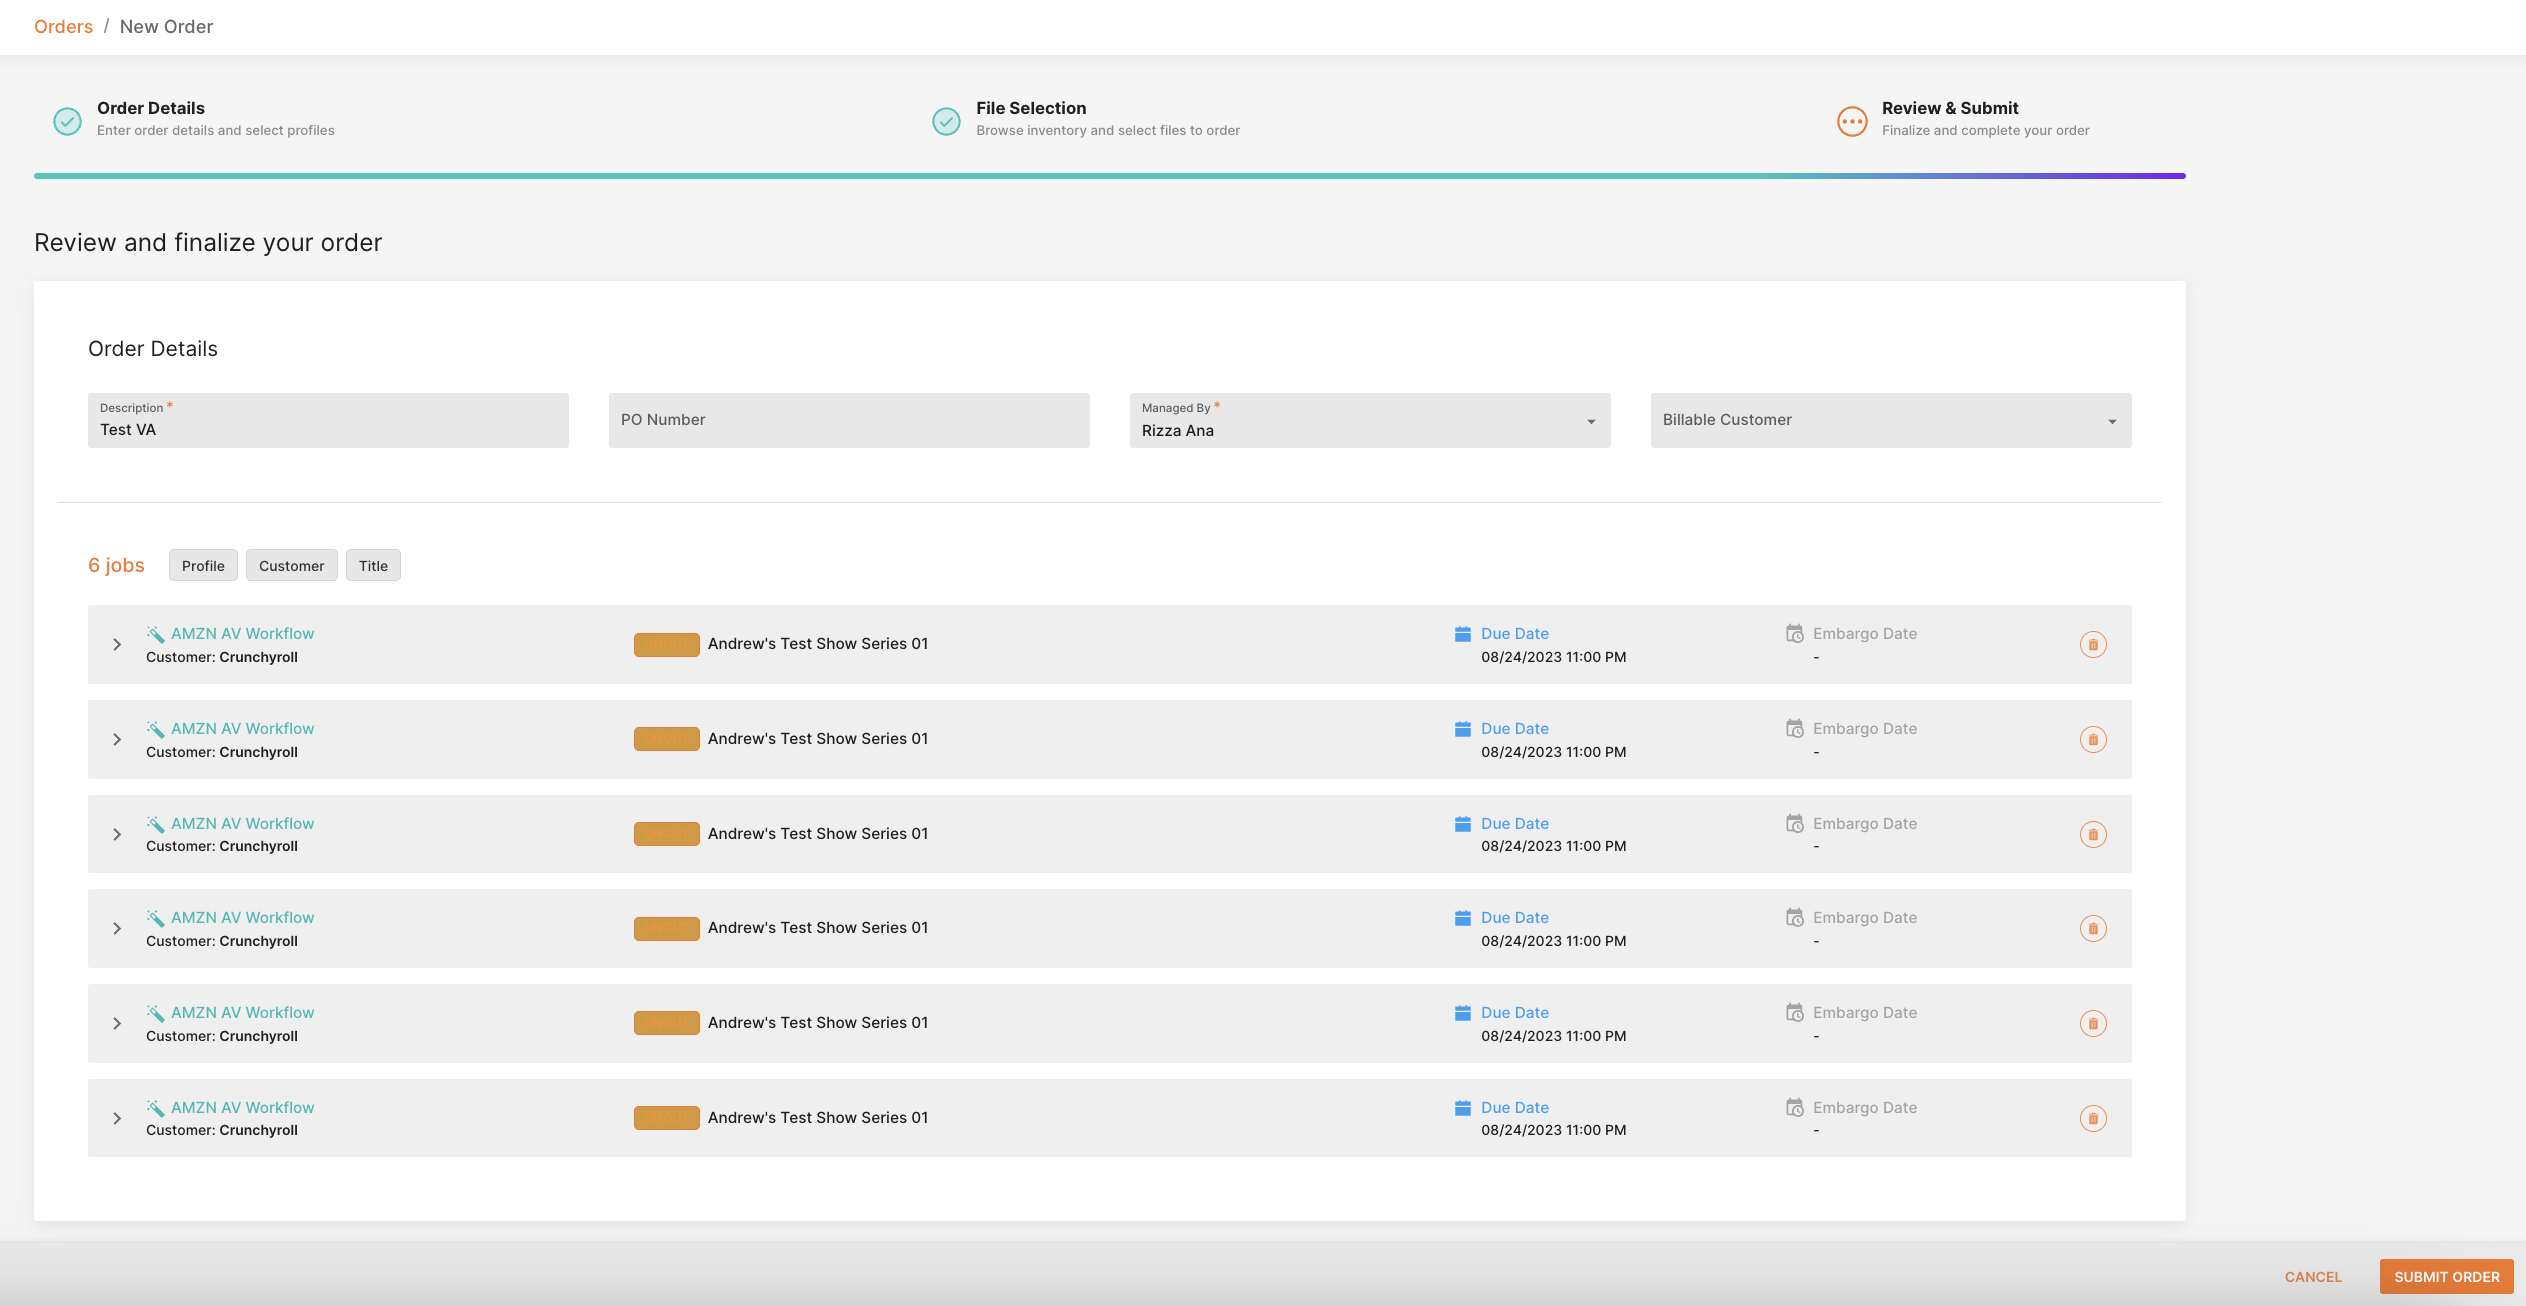 Orders / New Order
Order Details
Enter order details and select profiles
File Selection
Browse inventory and select files to order
Review & Submit
Finalize and complete your order
Review and finalize your order
Order Details
Description *
Test VA
PO Number
Managed By *
Rizza Ana
Billable Customer
6 jobs
Profile
Customer
Title
AMZN AV Workflow
Customer: Crunchyroll
UNCUT
Andrew's Test Show Series 01
Due Date
08/24/2023 11:00 PM
Embargo Date
-
AMZN AV Workflow
Customer: Crunchyroll
UNCUT
Andrew's Test Show Series 01
Due Date
08/24/2023 11:00 PM
Embargo Date
-
AMZN AV Workflow
Customer: Crunchyroll
UNCUT
Andrew's Test Show Series 01
Due Date
08/24/2023 11:00 PM
Embargo Date
-
AMZN AV Workflow
Customer: Crunchyroll
UNCUT
Andrew's Test Show Series 01
Due Date
08/24/2023 11:00 PM
Embargo Date
-
AMZN AV Workflow
Customer: Crunchyroll
UNCUT
Andrew's Test Show Series 01
Due Date
08/24/2023 11:00 PM
Embargo Date
-
AMZN AV Workflow
Customer: Crunchyroll
UNCUT
Andrew's Test Show Series 01
Due Date
08/24/2023 11:00 PM
Embargo Date
-
CANCEL
SUBMIT ORDER